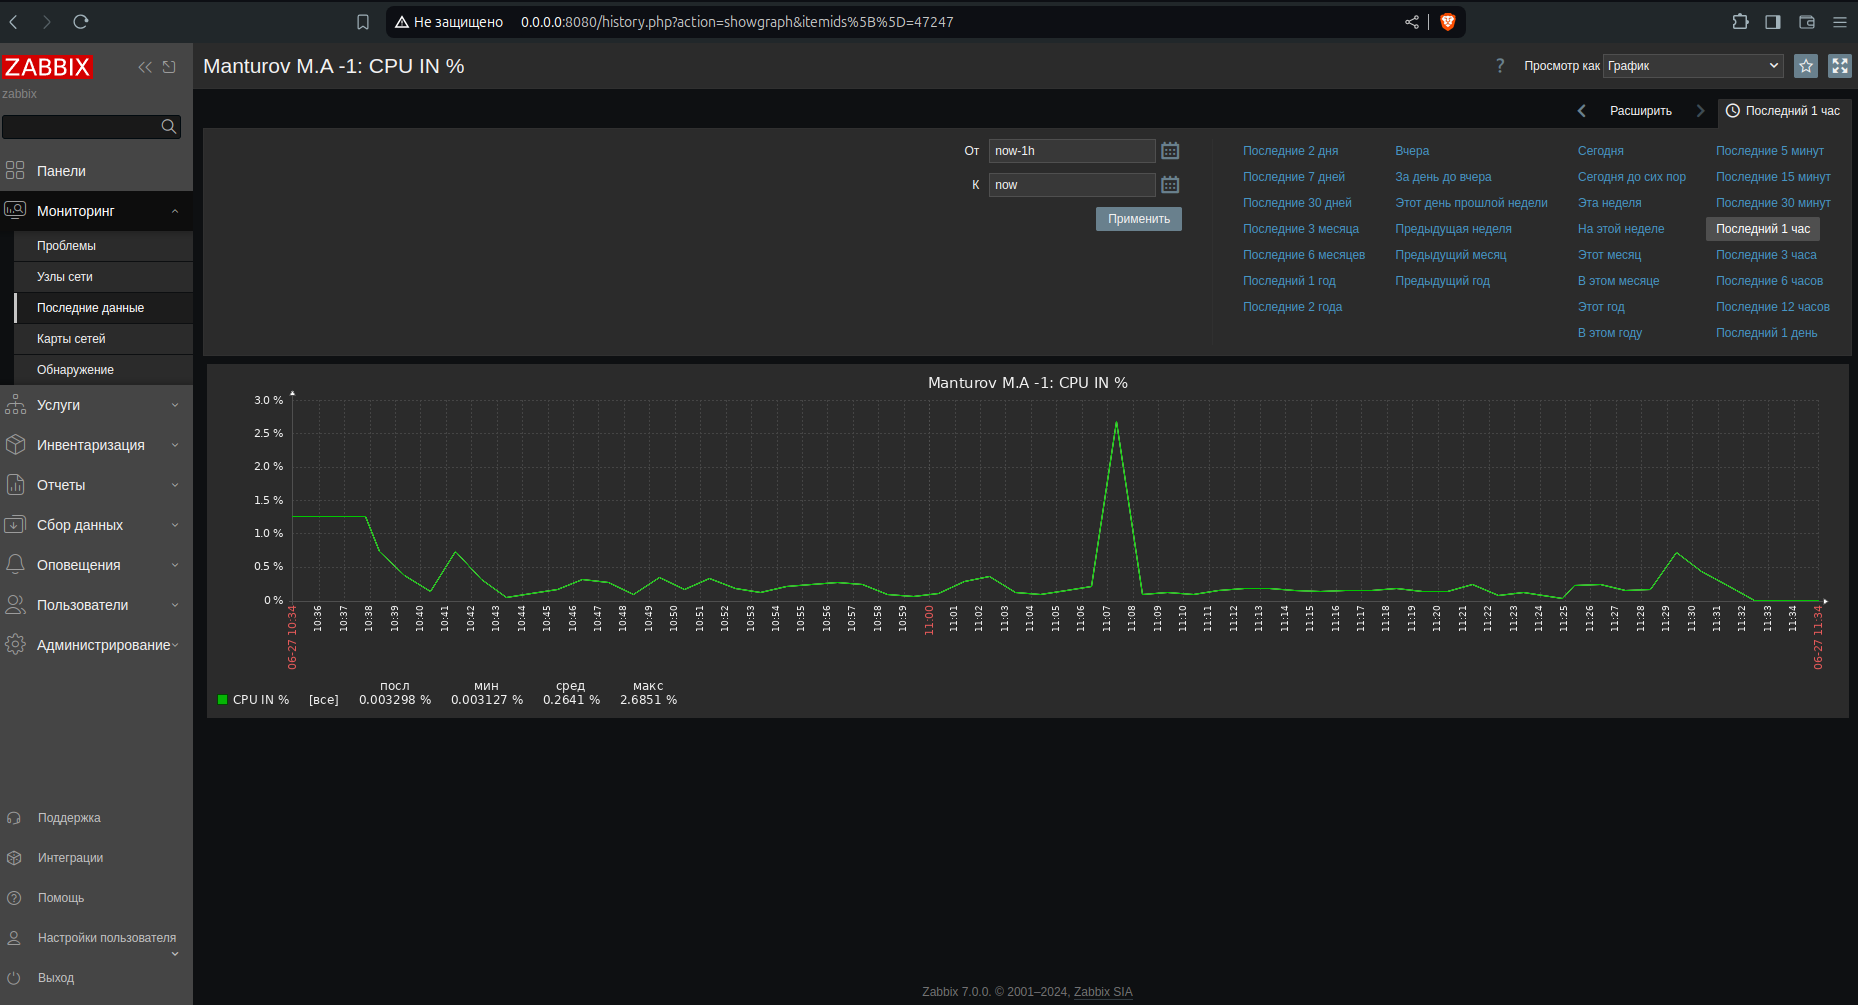 Не защищено 0.0.0.0:8080/history.php?action=showgraph&itemids%5B%5D=47247
ZABBIX
zabbix
Панели
Мониторинг
Проблемы
Узлы сети
Последние данные
Карты сетей
Обнаружение
Услуги
Инвентаризация
Отчеты
Сбор данных
Оповещения
Пользователи
Администрирование
Поддержка
Интеграции
Помощь
Настройки пользователя
Выход
Manturov M.A -1: CPU IN %
? Просмотр как График
Расширить Последний 1 час
От now-1h
К now
Применить
Последние 2 дня Вчера Сегодня Последние 5 минут
Последние 7 дней За день до вчера Сегодня до сих пор Последние 15 минут
Последние 30 дней Этот день прошлой недели Эта неделя Последние 30 минут
Последние 3 месяца Предыдущая неделя На этой неделе Последний 1 час
Последние 6 месяцев Предыдущий месяц Этот месяц Последние 3 часа
Последний 1 год Предыдущий год В этом месяце Последние 6 часов
Последние 2 года Этот год Последние 12 часов
В этом году Последний 1 день
Manturov M.A -1: CPU IN %
3.0 %
2.5 %
2.0 %
1.5 %
1.0 %
0.5 %
0 %
06-27 10:34 10:36 10:37 10:38 10:39 10:40 10:41 10:42 10:43 10:44 10:45 10:46 10:47 10:48 10:49 10:50 10:51 10:52 10:53 10:54 10:55 10:56 10:57 10:58 10:59 11:00 11:01 11:02 11:03 11:04 11:05 11:06 11:07 11:08 11:09 11:10 11:11 11:12 11:13 11:14 11:15 11:16 11:17 11:18 11:19 11:20 11:21 11:22 11:23 11:24 11:25 11:26 11:27 11:28 11:29 11:30 11:31 11:32 11:33 11:34 06-27 11:34
посл мин сред макс
CPU IN % [все] 0.003298 % 0.003127 % 0.2641 % 2.6851 %
Zabbix 7.0.0. © 2001–2024, Zabbix SIA